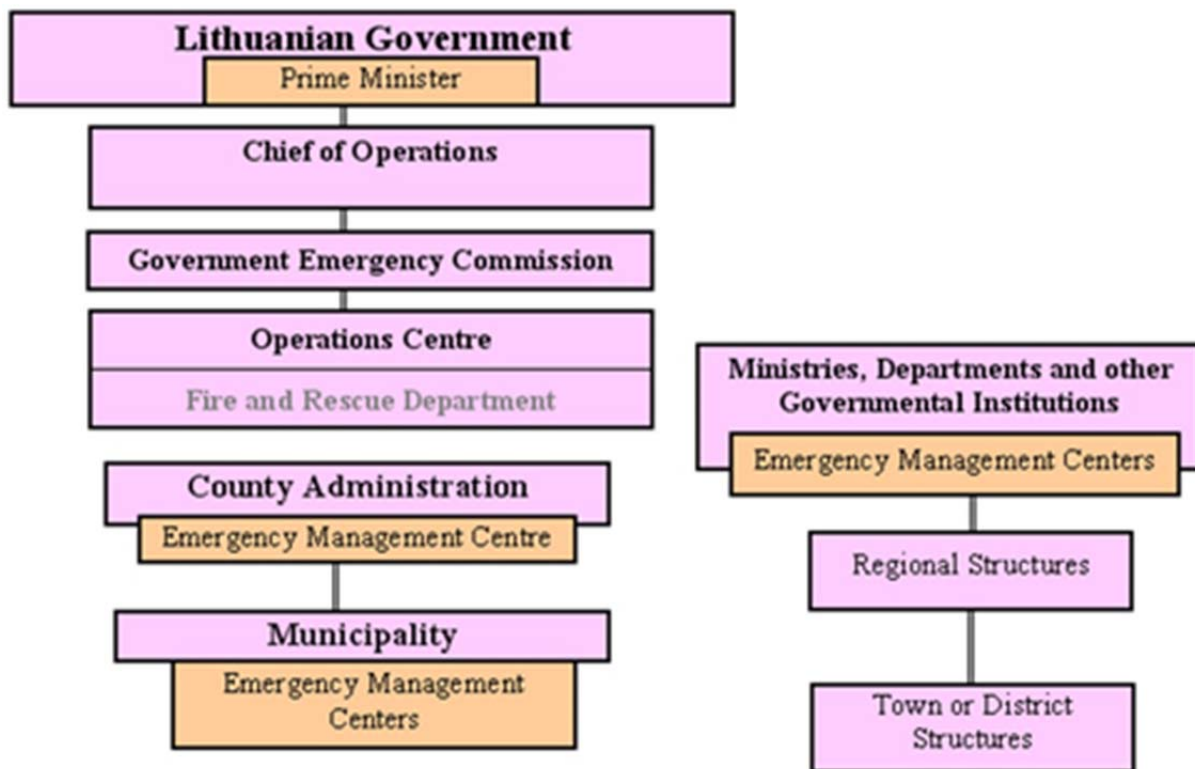 Lithuanian Government
Prime Minister
Chief of Operations
Government Emergency Commission
Operations Centre
Fire and Rescue Department
County Administration
Emergency Management Centre
Municipality
Emergency Management
Centers
Ministries, Departments and other
Governmental Institutions
Emergency Management Centers
Regional Structures
Town or District
Structures